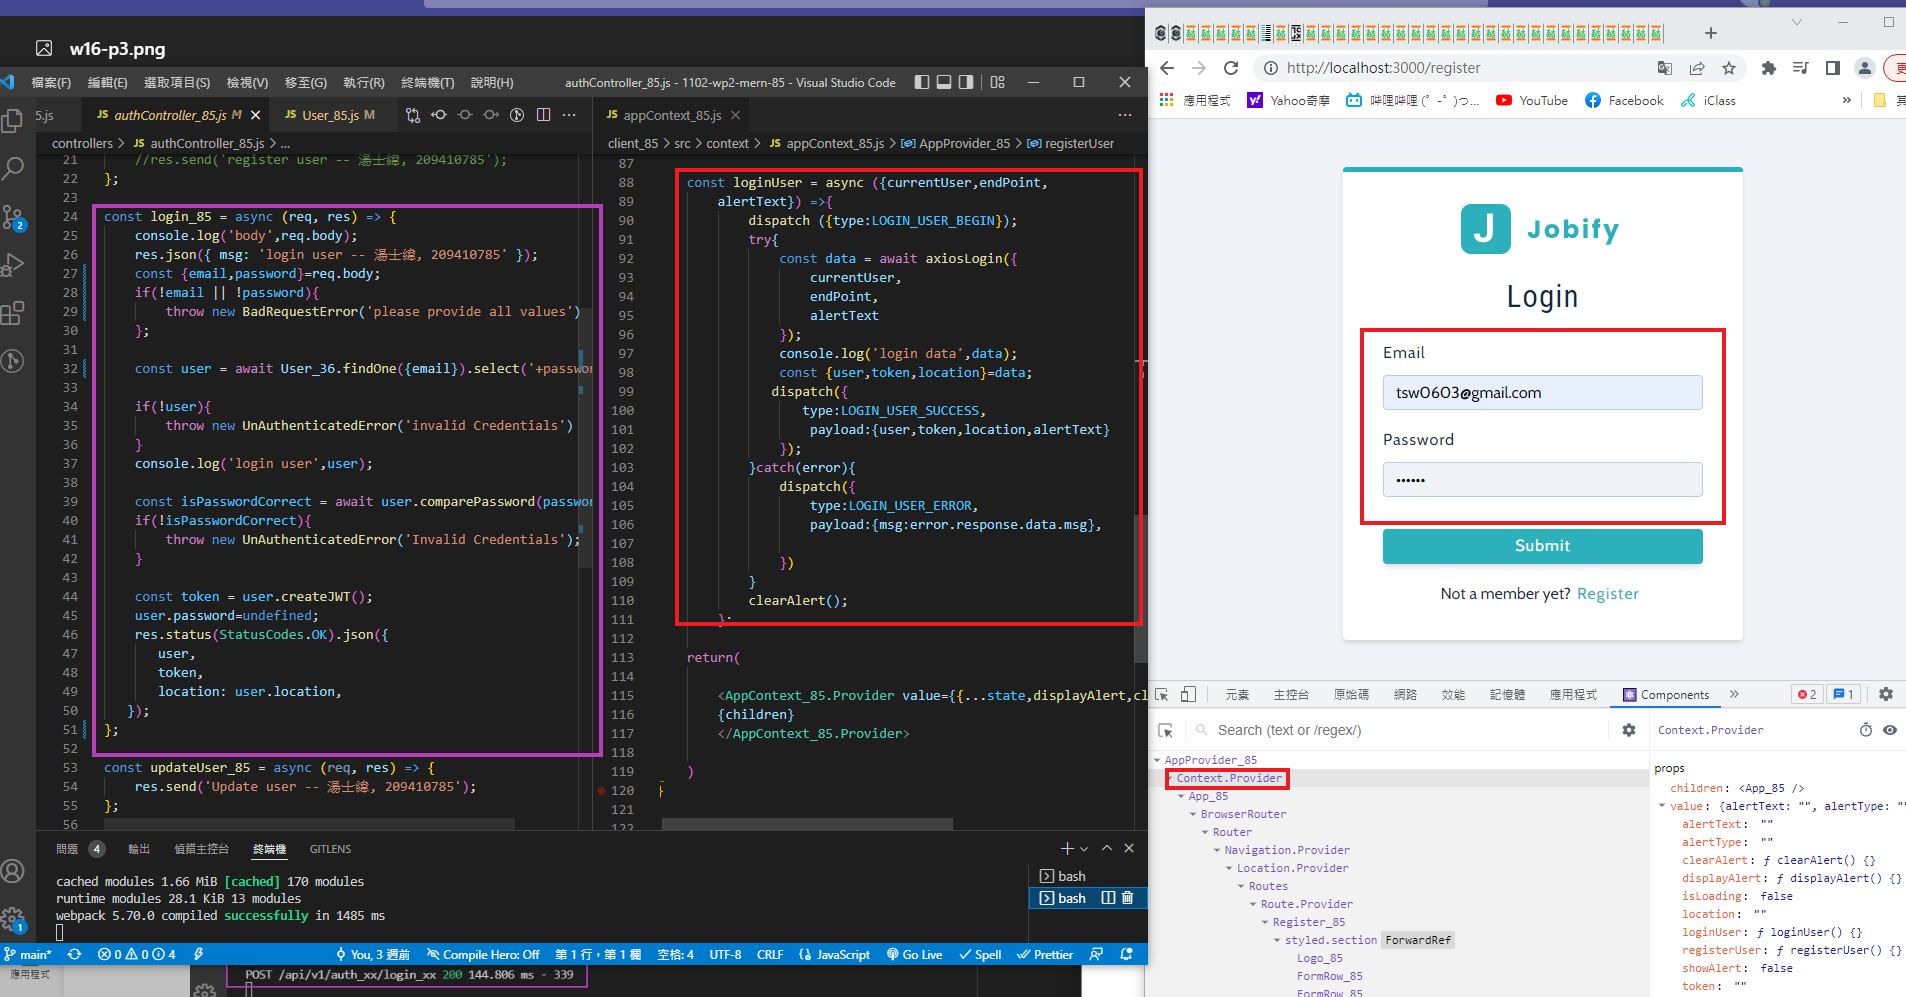 w16-p3.png
檔案(F) 編輯(E) 選取項目(S) 檢視(V) 移至(G) 執行(R) 終端機(T) 說明(H) authController_85.js - 1102-wp2-mern-85 - Visual Studio Code
5.js JS authController_85.js M JS User_85.js M
controllers > JS authController_85.js > ...
21 //res.send('register user -- 湯士緯, 209410785');
22 };
23
24 const login_85 = async (req, res) => {
25 console.log('body',req.body);
26 res.json({ msg: 'login user -- 湯士緯, 209410785' });
27 const {email,password}=req.body;
28 if(!email || !password){
29 throw new BadRequestError('please provide all values')
30 };
31
32 const user = await User_36.findOne({email}).select('+passwor
33
34 if(!user){
35 throw new UnAuthenticatedError('invalid Credentials')
36 }
37 console.log('login user',user);
38
39 const isPasswordCorrect = await user.comparePassword(passwor
40 if(!isPasswordCorrect){
41 throw new UnAuthenticatedError('Invalid Credentials');
42 }
43
44 const token = user.createJWT();
45 user.password=undefined;
46 res.status(StatusCodes.OK).json({
47 user,
48 token,
49 location: user.location,
50 });
51 };
52
53 const updateUser_85 = async (req, res) => {
54 res.send('Update user -- 湯士緯, 209410785');
55 };
56
JS appContext_85.js
client_85 > src > context > JS appContext_85.js > AppProvider_85 > registerUser
87
88 const loginUser = async ({currentUser,endPoint,
89 alertText}) =>{
90 dispatch ({type:LOGIN_USER_BEGIN});
91 try{
92 const data = await axiosLogin({
93 currentUser,
94 endPoint,
95 alertText
96 });
97 console.log('login data',data);
98 const {user,token,location}=data;
99 dispatch({
100 type:LOGIN_USER_SUCCESS,
101 payload:{user,token,location,alertText}
102 });
103 }catch(error){
104 dispatch({
105 type:LOGIN_USER_ERROR,
106 payload:{msg:error.response.data.msg},
107
108 })
109 }
110 clearAlert();
111 };
112
113 return(
114
115 <AppContext_85.Provider value={{...state,displayAlert,cl
116 {children}
117 </AppContext_85.Provider>
118
119 )
120 }
121
122
問題 4 輸出 偵錯主控台 終端機 GITLENS
cached modules 1.66 MiB [cached] 170 modules
runtime modules 28.1 KiB 13 modules
webpack 5.70.0 compiled successfully in 1485 ms
bash
bash
main* 0 0 4 You, 3 週前 Compile Hero: Off 第 1 行，第 1 欄 空格: 4 UTF-8 CRLF {} JavaScript Go Live Spell Prettier
應用程式
POST /api/v1/auth_xx/login_xx 200 144.806 ms - 339
http://localhost:3000/register
應用程式 Yahoo奇摩 嗶哩嗶哩 (゜-゜)つ... YouTube Facebook iClass »
J Jobify
Login
Email
tsw0603@gmail.com
Password
••••••
Submit
Not a member yet? Register
元素 主控台 原始碼 網路 效能 記憶體 應用程式 Components » 2 1
Search (text or /regex/)
AppProvider_85
Context.Provider
App_85
BrowserRouter
Router
Navigation.Provider
Location.Provider
Routes
Route.Provider
Register_85
styled.section ForwardRef
Logo_85
FormRow_85
FormRow_85
Context.Provider
props
children: <App_85 />
value: {alertText: "", alertType: ""
alertText: ""
alertType: ""
clearAlert: ƒ clearAlert() {}
displayAlert: ƒ displayAlert() {}
isLoading: false
location: ""
loginUser: ƒ loginUser() {}
registerUser: ƒ registerUser() {}
showAlert: false
token: ""